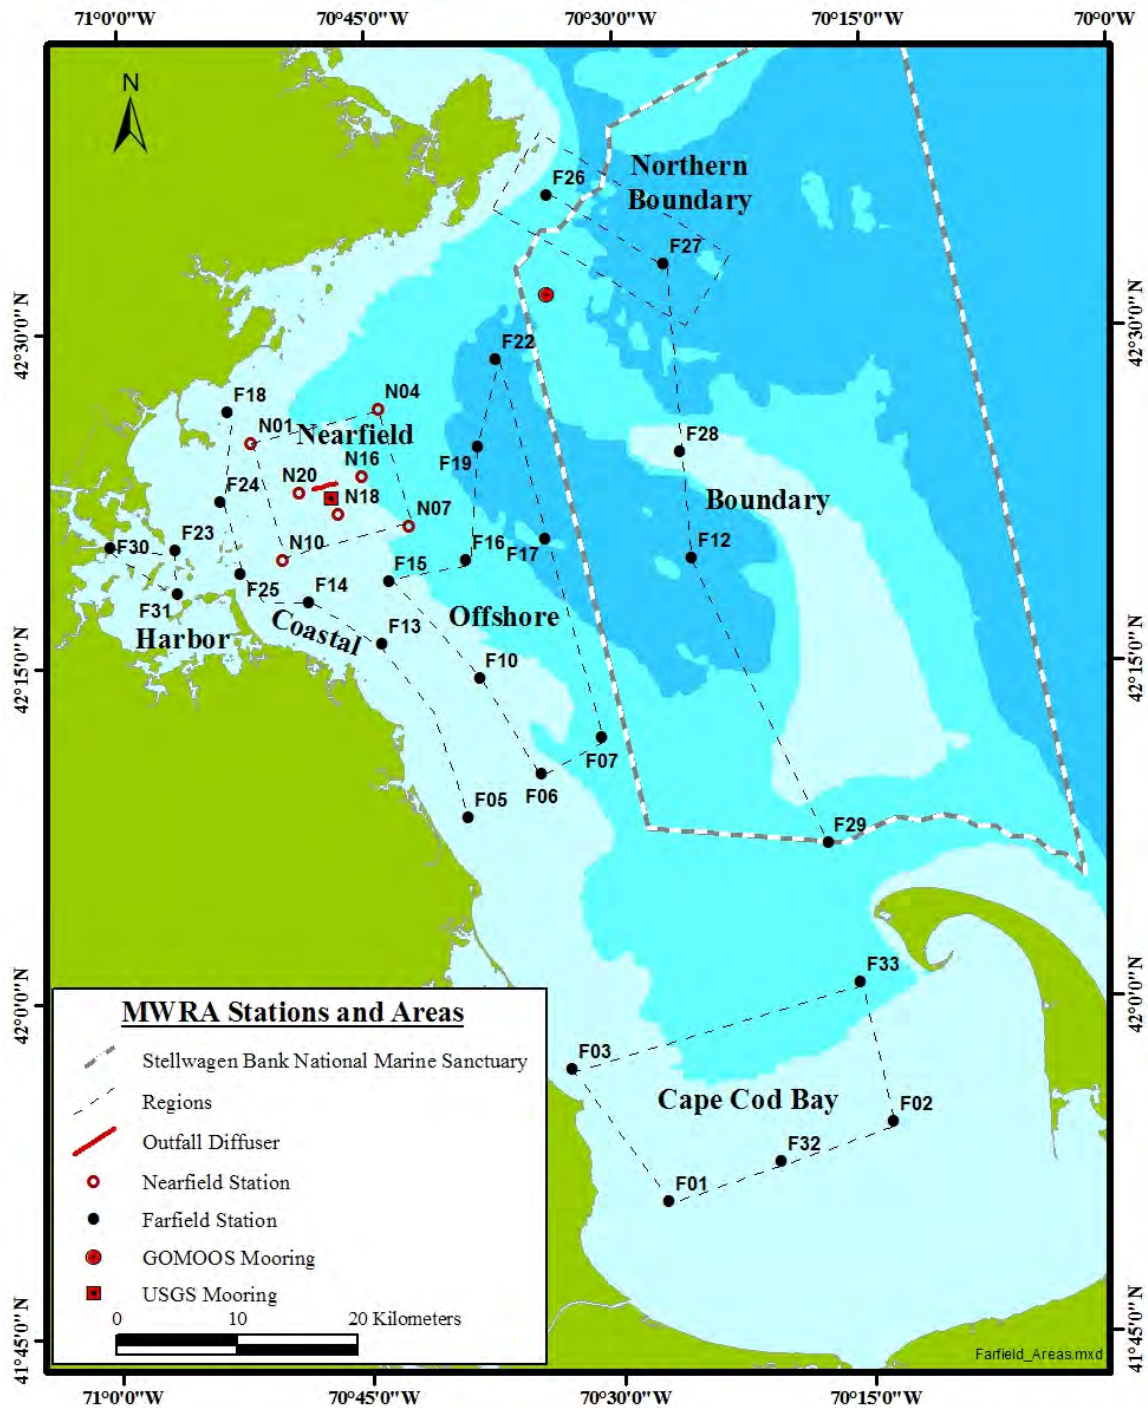 71°0'0"W 70°45'0"W 70°30'0"W 70°15'0"W 70°0'0"W
N
F26
Northern
Boundary
F27
42°30'0"N 42°30'0"N
F22
F18 N04
N01 Nearfield
F19 F28
N16
N20 Boundary
F24 N18 N07
F23 F12
F30 N10 F16 F17
F15
F25 F14
F31 Offshore
Harbor Coastal F13
F10
42°15'0"N 42°15'0"N
F07
F06
F05
F29
F33
42°0'0"N 42°0'0"N
MWRA Stations and Areas
Stellwagen Bank National Marine Sanctuary
Regions
Outfall Diffuser
Nearfield Station
Farfield Station
GOMOOS Mooring
USGS Mooring
0 10 20 Kilometers
F03
Cape Cod Bay
F02
F32
F01
41°45'0"N 41°45'0"N
Farfield_Areas.mxd
71°0'0"W 70°45'0"W 70°30'0"W 70°15'0"W